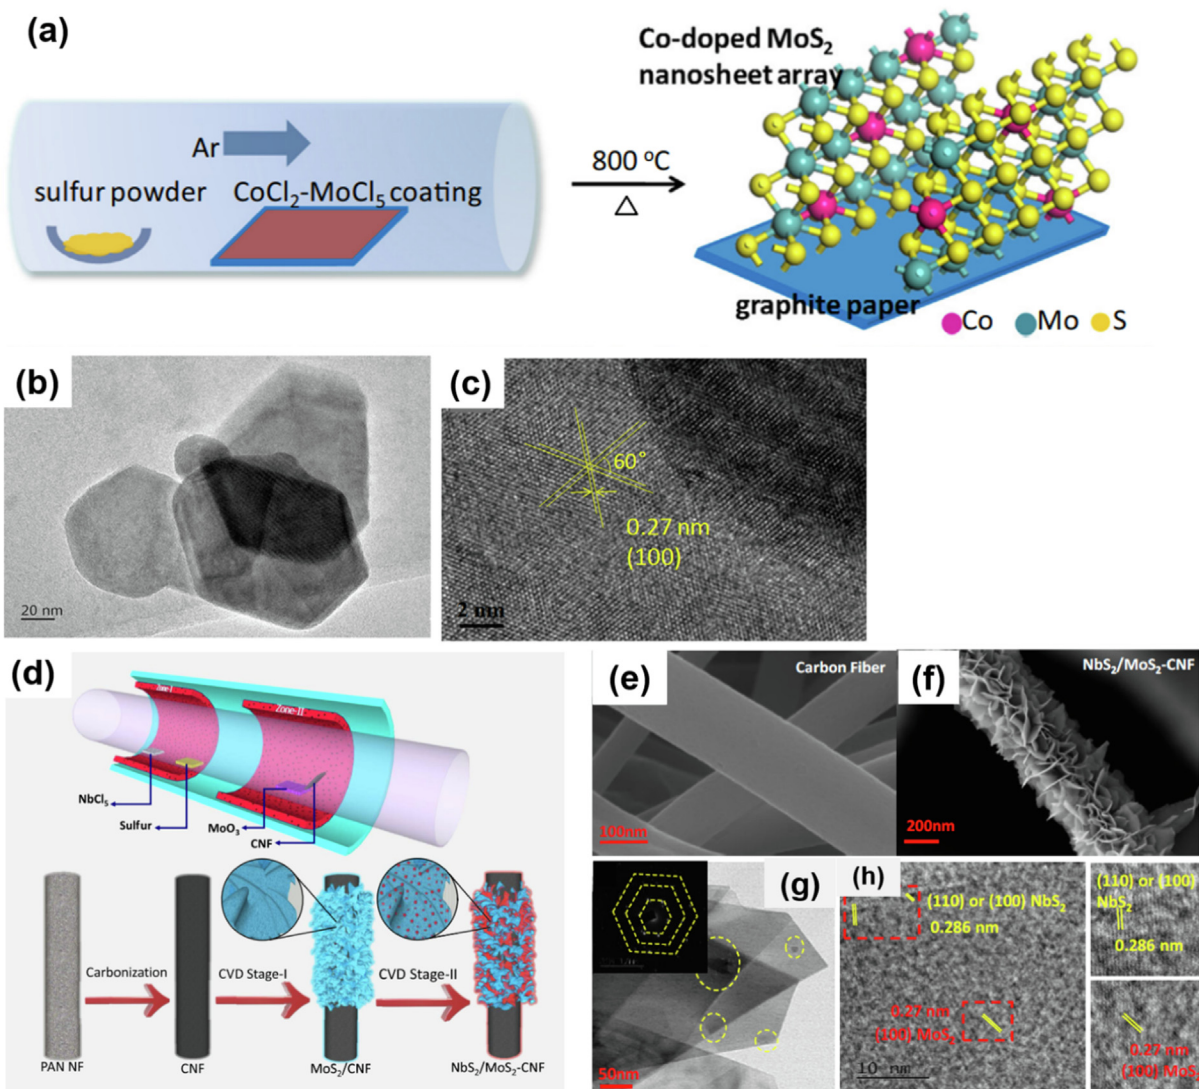 (a)
Co-doped MoS2
nanosheet array
Ar
sulfur powder
CoCl2-MoCl5 coating
800 °C
△
graphite paper
Co
Mo
S
(b)
20 nm
(c)
60°
0.27 nm
(100)
2 nm
(d)
Zone-I
Zone-II
NbCl5
Sulfur
MoO3
CNF
Carbonization
CVD Stage-I
CVD Stage-II
PAN NF
CNF
MoS2/CNF
NbS2/MoS2-CNF
(e)
Carbon Fiber
100nm
(f)
NbS2/MoS2-CNF
200nm
(g)
50nm
(h)
(110) or (100) NbS2
0.286 nm
0.27 nm
(100) MoS2
10 nm
(110) or (100)
NbS2
0.286 nm
0.27 nm
(100) MoS